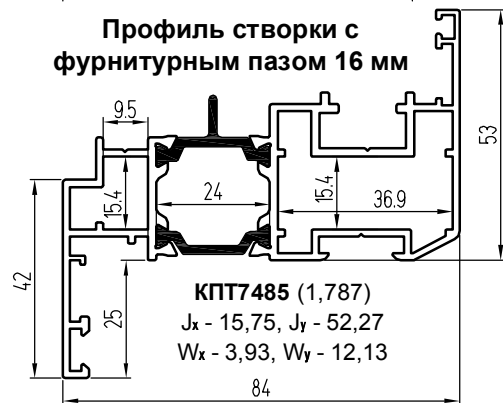 Профиль створки с
фурнитурным пазом 16 мм
9.5
53
15.4
24
15.4
36.9
42
25
КПТ7485 (1,787)
Jx - 15,75, Jy - 52,27
Wx - 3,93, Wy - 12,13
84